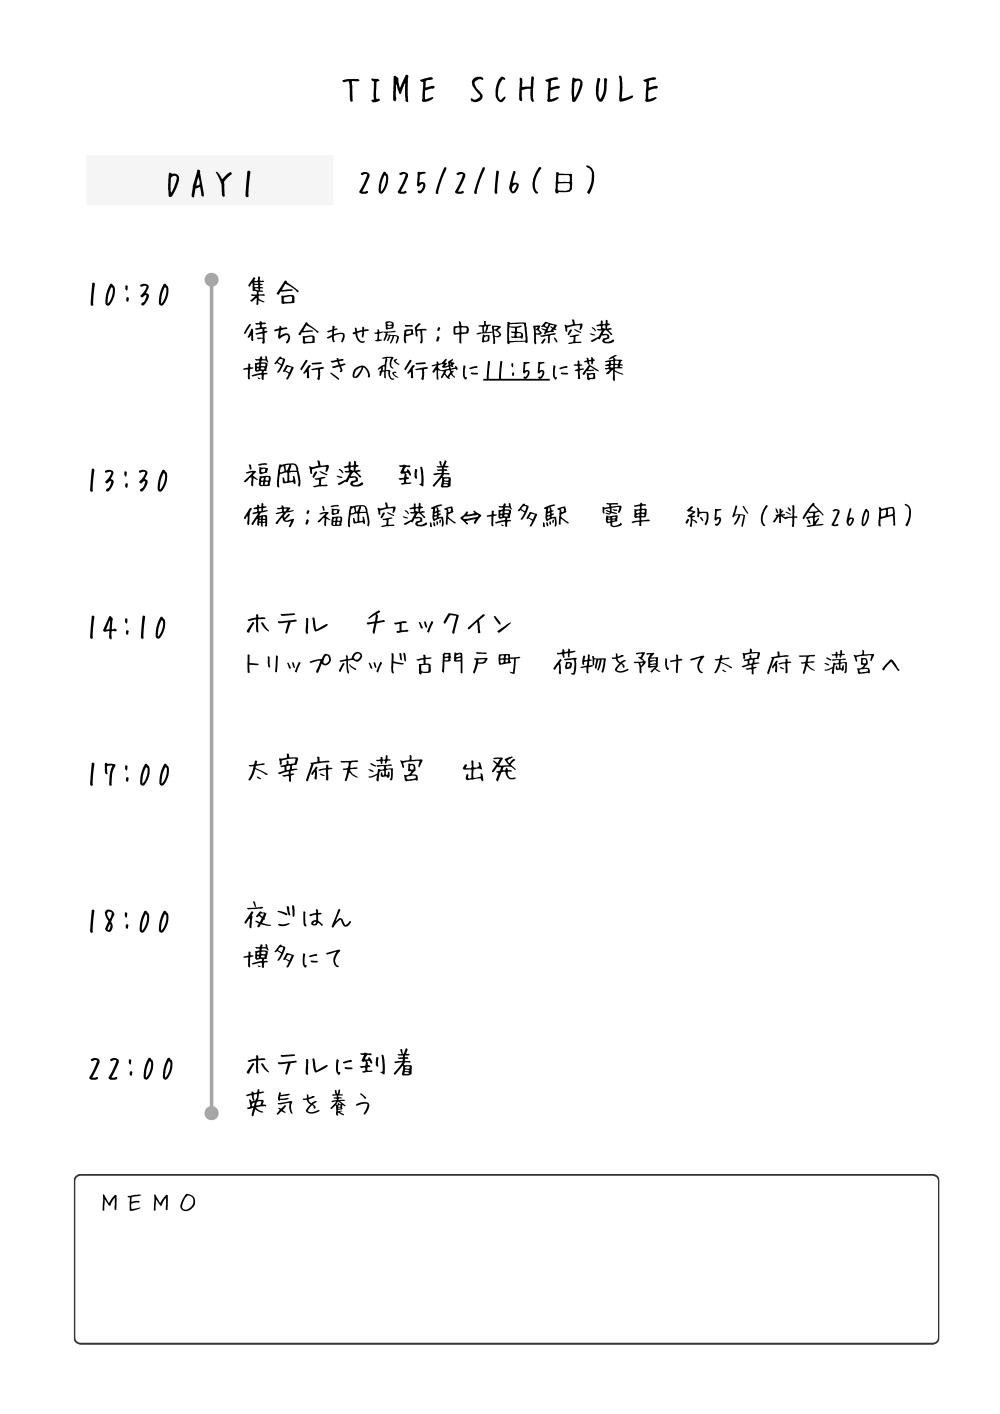 TIME SCHEDULE
DAY1 2025/2/16(日)
10:30 集合
待ち合わせ場所;中部国際空港
博多行きの飛行機に11:55に搭乗
13:30 福岡空港 到着
備考;福岡空港駅⇔博多駅 電車 約5分(料金260円)
14:10 ホテル チェックイン
トリップポッド古門戸町 荷物を預けて太宰府天満宮へ
17:00 太宰府天満宮 出発
18:00 夜ごはん
博多にて
22:00 ホテルに到着
英気を養う
MEMO